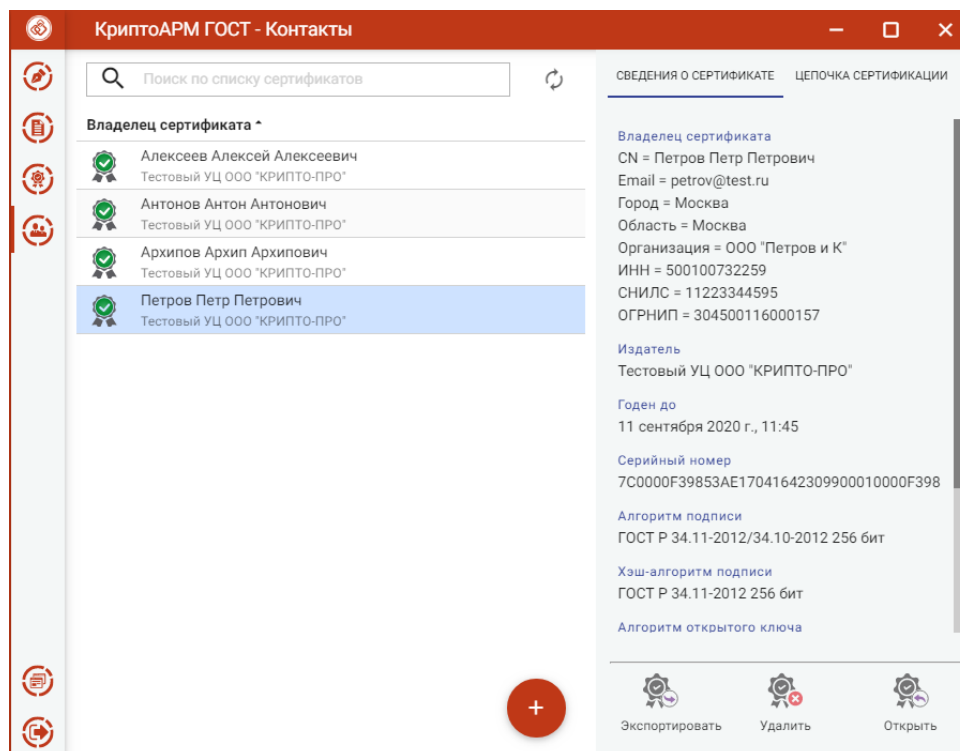 КриптоАРМ ГОСТ - Контакты
Поиск по списку сертификатов
Владелец сертификата
Алексеев Алексей Алексеевич
Тестовый УЦ ООО "КРИПТО-ПРО"
Антонов Антон Антонович
Тестовый УЦ ООО "КРИПТО-ПРО"
Архипов Архип Архипович
Тестовый УЦ ООО "КРИПТО-ПРО"
Петров Петр Петрович
Тестовый УЦ ООО "КРИПТО-ПРО"
СВЕДЕНИЯ О СЕРТИФИКАТЕ ЦЕПОЧКА СЕРТИФИКАЦИИ
Владелец сертификата
CN = Петров Петр Петрович
Email = petrov@test.ru
Город = Москва
Область = Москва
Организация = ООО "Петров и К"
ИНН = 500100732259
СНИЛС = 11223344595
ОГРНИП = 304500116000157
Издатель
Тестовый УЦ ООО "КРИПТО-ПРО"
Годен до
11 сентября 2020 г., 11:45
Серийный номер
7C0000F39853AE17041642309900010000F398
Алгоритм подписи
ГОСТ Р 34.11-2012/34.10-2012 256 бит
Хэш-алгоритм подписи
ГОСТ Р 34.11-2012 256 бит
Алгоритм открытого ключа
Экспортировать Удалить Открыть